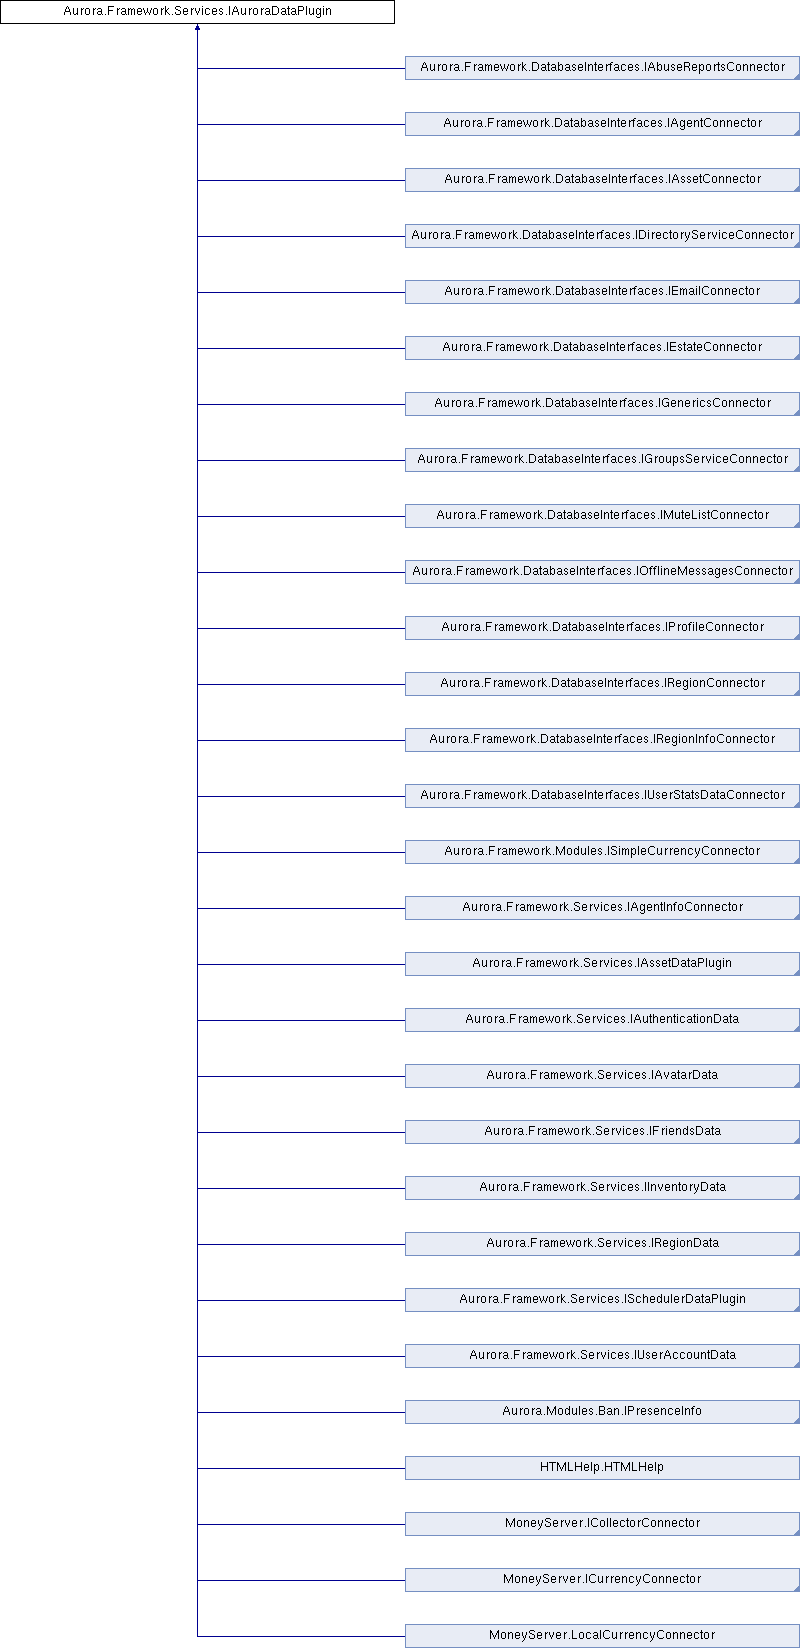 Aurora.Framework.Services.IAuroraDataPlugin
Aurora.Framework.DatabaseInterfaces.IAbuseReportsConnector
Aurora.Framework.DatabaseInterfaces.IAgentConnector
Aurora.Framework.DatabaseInterfaces.IAssetConnector
Aurora.Framework.DatabaseInterfaces.IDirectoryServiceConnector
Aurora.Framework.DatabaseInterfaces.IEmailConnector
Aurora.Framework.DatabaseInterfaces.IEstateConnector
Aurora.Framework.DatabaseInterfaces.IGenericsConnector
Aurora.Framework.DatabaseInterfaces.IGroupsServiceConnector
Aurora.Framework.DatabaseInterfaces.IMuteListConnector
Aurora.Framework.DatabaseInterfaces.IOfflineMessagesConnector
Aurora.Framework.DatabaseInterfaces.IProfileConnector
Aurora.Framework.DatabaseInterfaces.IRegionConnector
Aurora.Framework.DatabaseInterfaces.IRegionInfoConnector
Aurora.Framework.DatabaseInterfaces.IUserStatsDataConnector
Aurora.Framework.Modules.ISimpleCurrencyConnector
Aurora.Framework.Services.IAgentInfoConnector
Aurora.Framework.Services.IAssetDataPlugin
Aurora.Framework.Services.IAuthenticationData
Aurora.Framework.Services.IAvatarData
Aurora.Framework.Services.IFriendsData
Aurora.Framework.Services.IInventoryData
Aurora.Framework.Services.IRegionData
Aurora.Framework.Services.ISchedulerDataPlugin
Aurora.Framework.Services.IUserAccountData
Aurora.Modules.Ban.IPresenceInfo
HTMLHelp.HTMLHelp
MoneyServer.ICollectorConnector
MoneyServer.ICurrencyConnector
MoneyServer.LocalCurrencyConnector